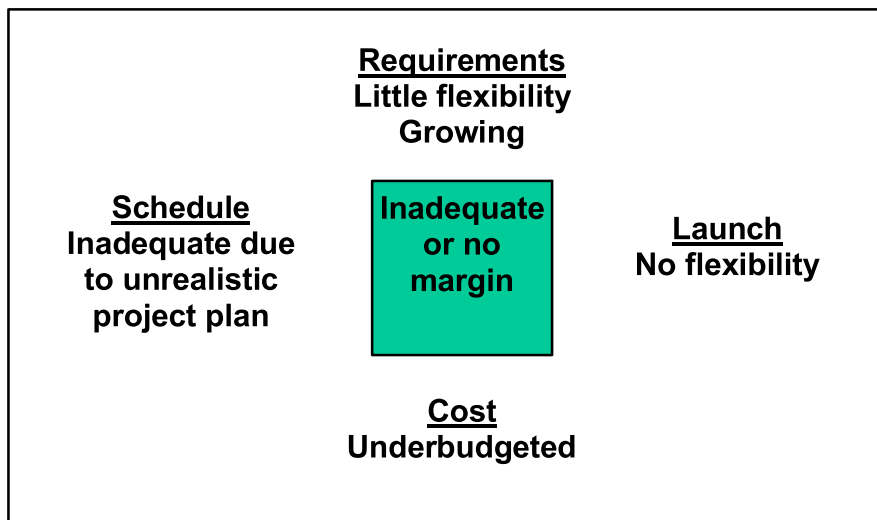 Requirements
Little flexibility
Growing
Schedule
Inadequate due
to unrealistic
project plan
Inadequate
or no
margin
Launch
No flexibility
Cost
Underbudgeted